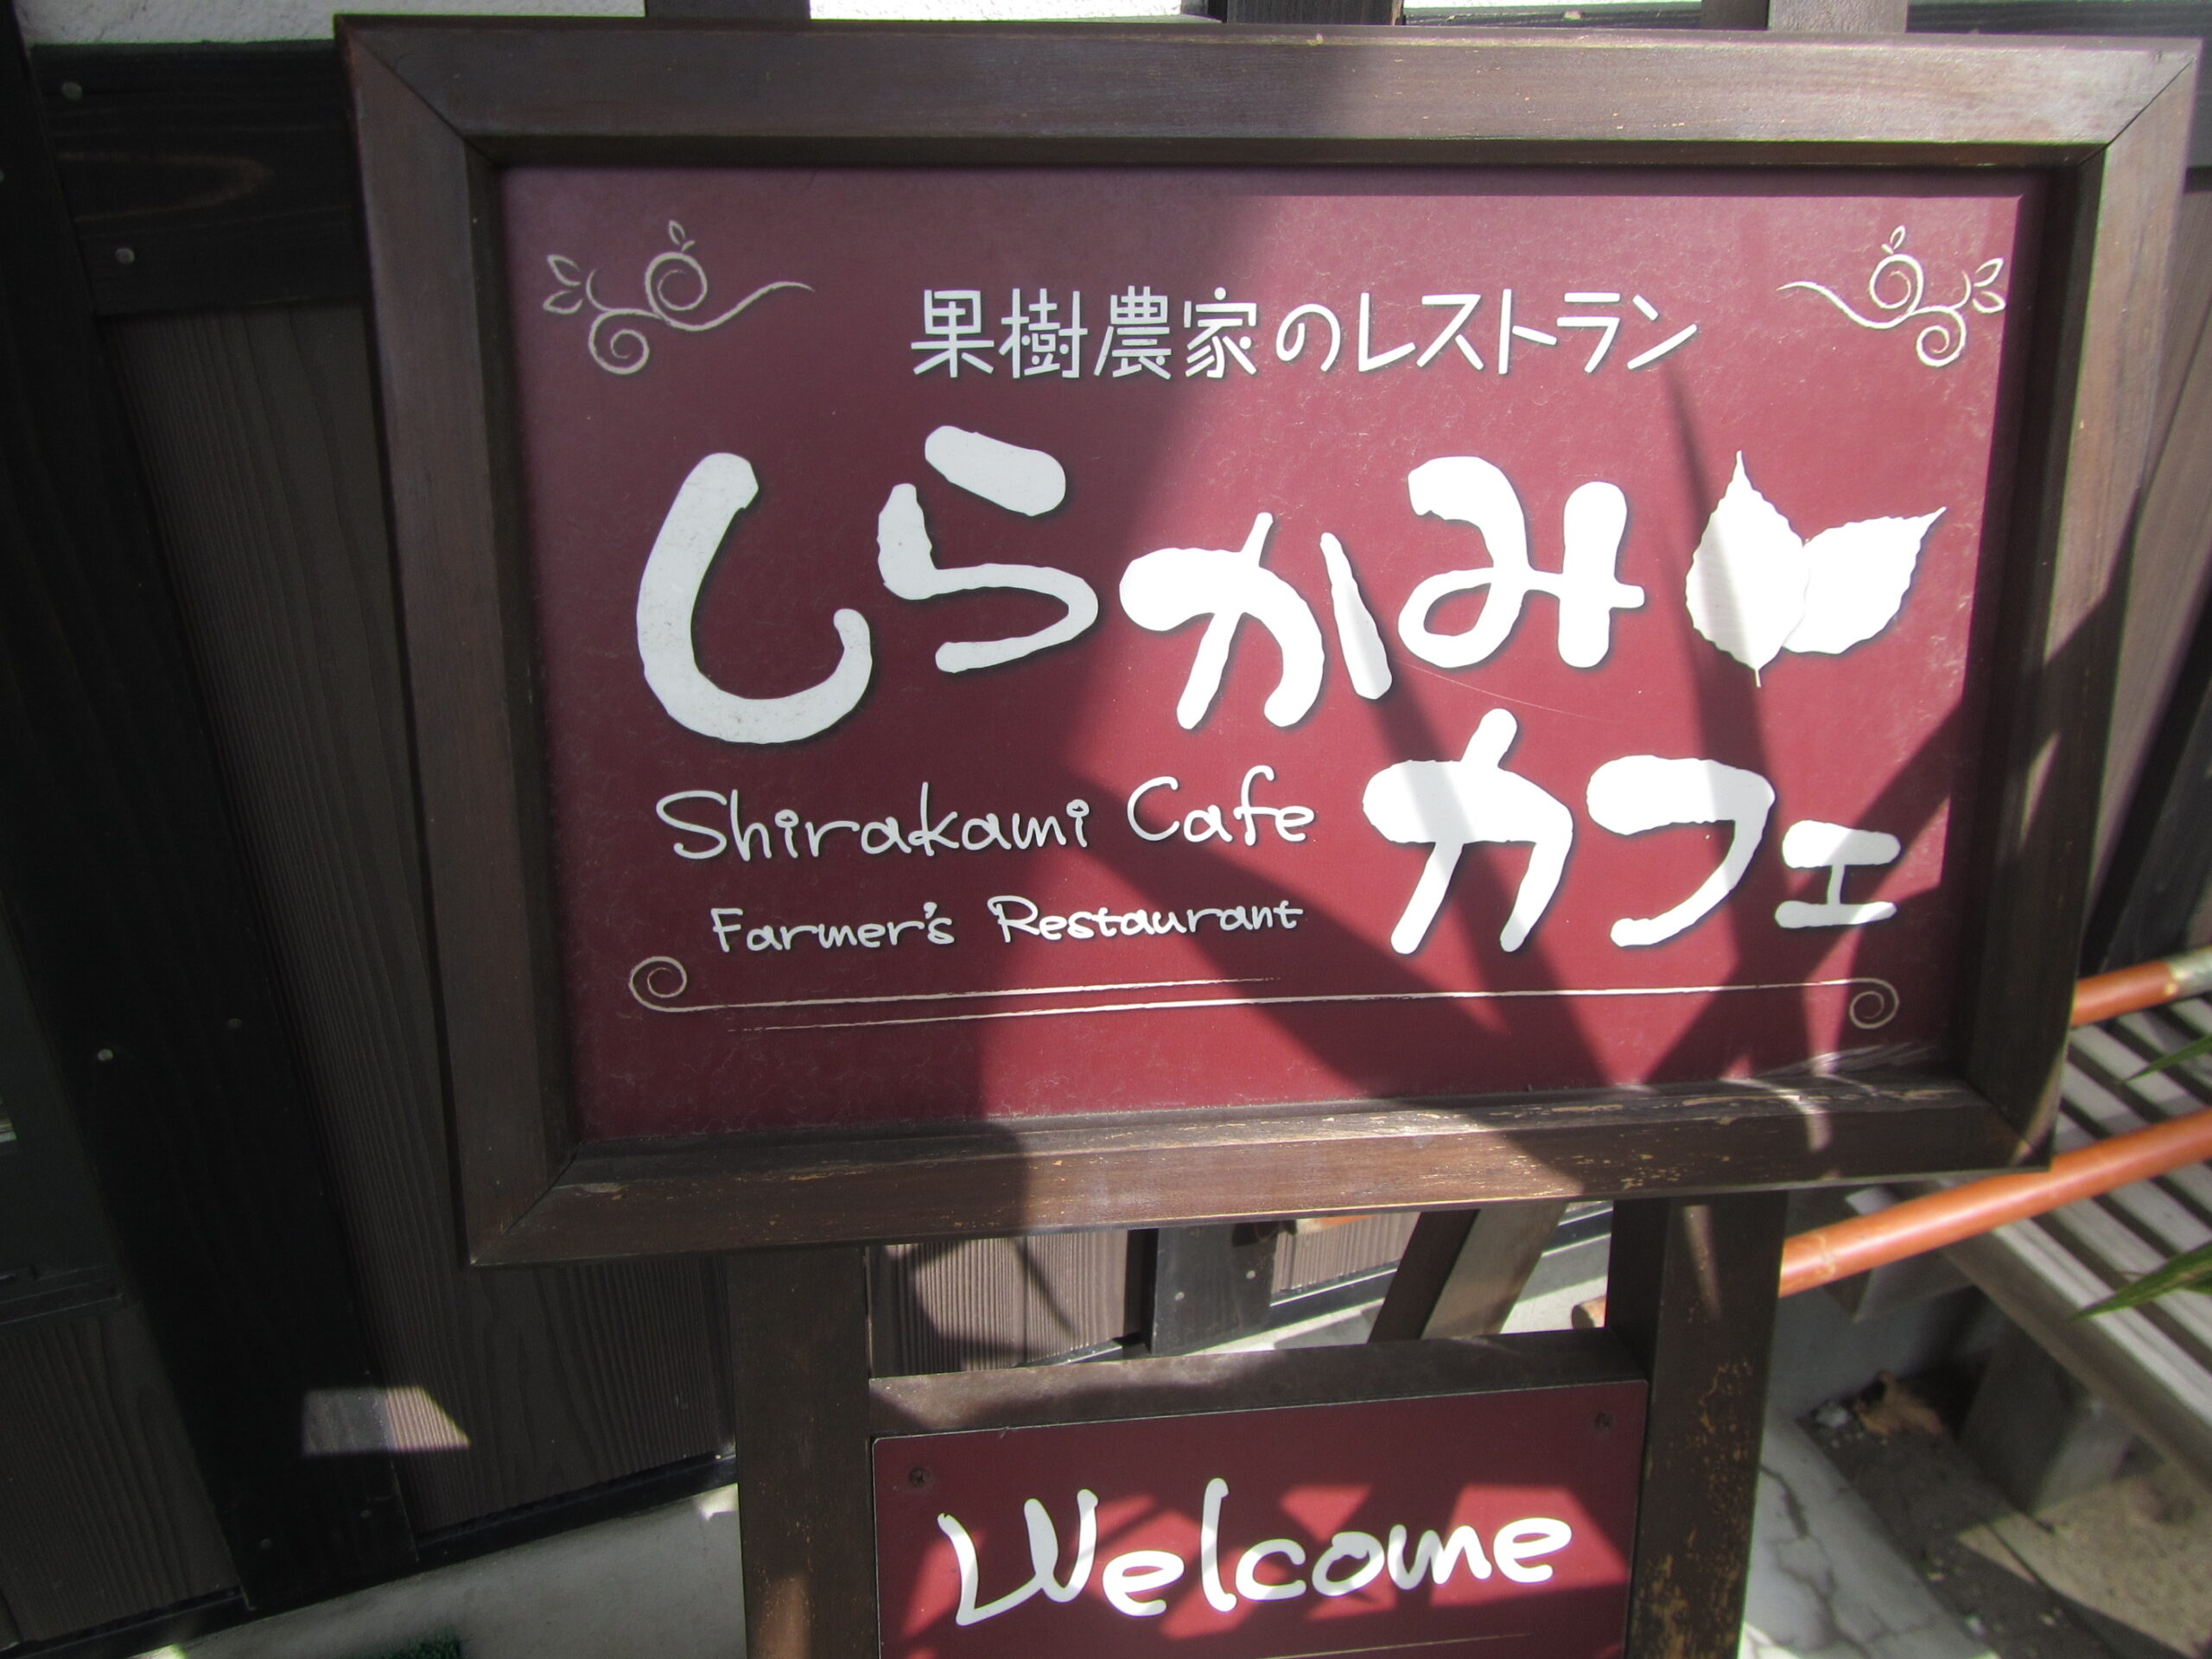 果樹農家のレストラン
しらかみ
カフェ
Shirakami Cafe
Farmer's Restaurant
Welcome